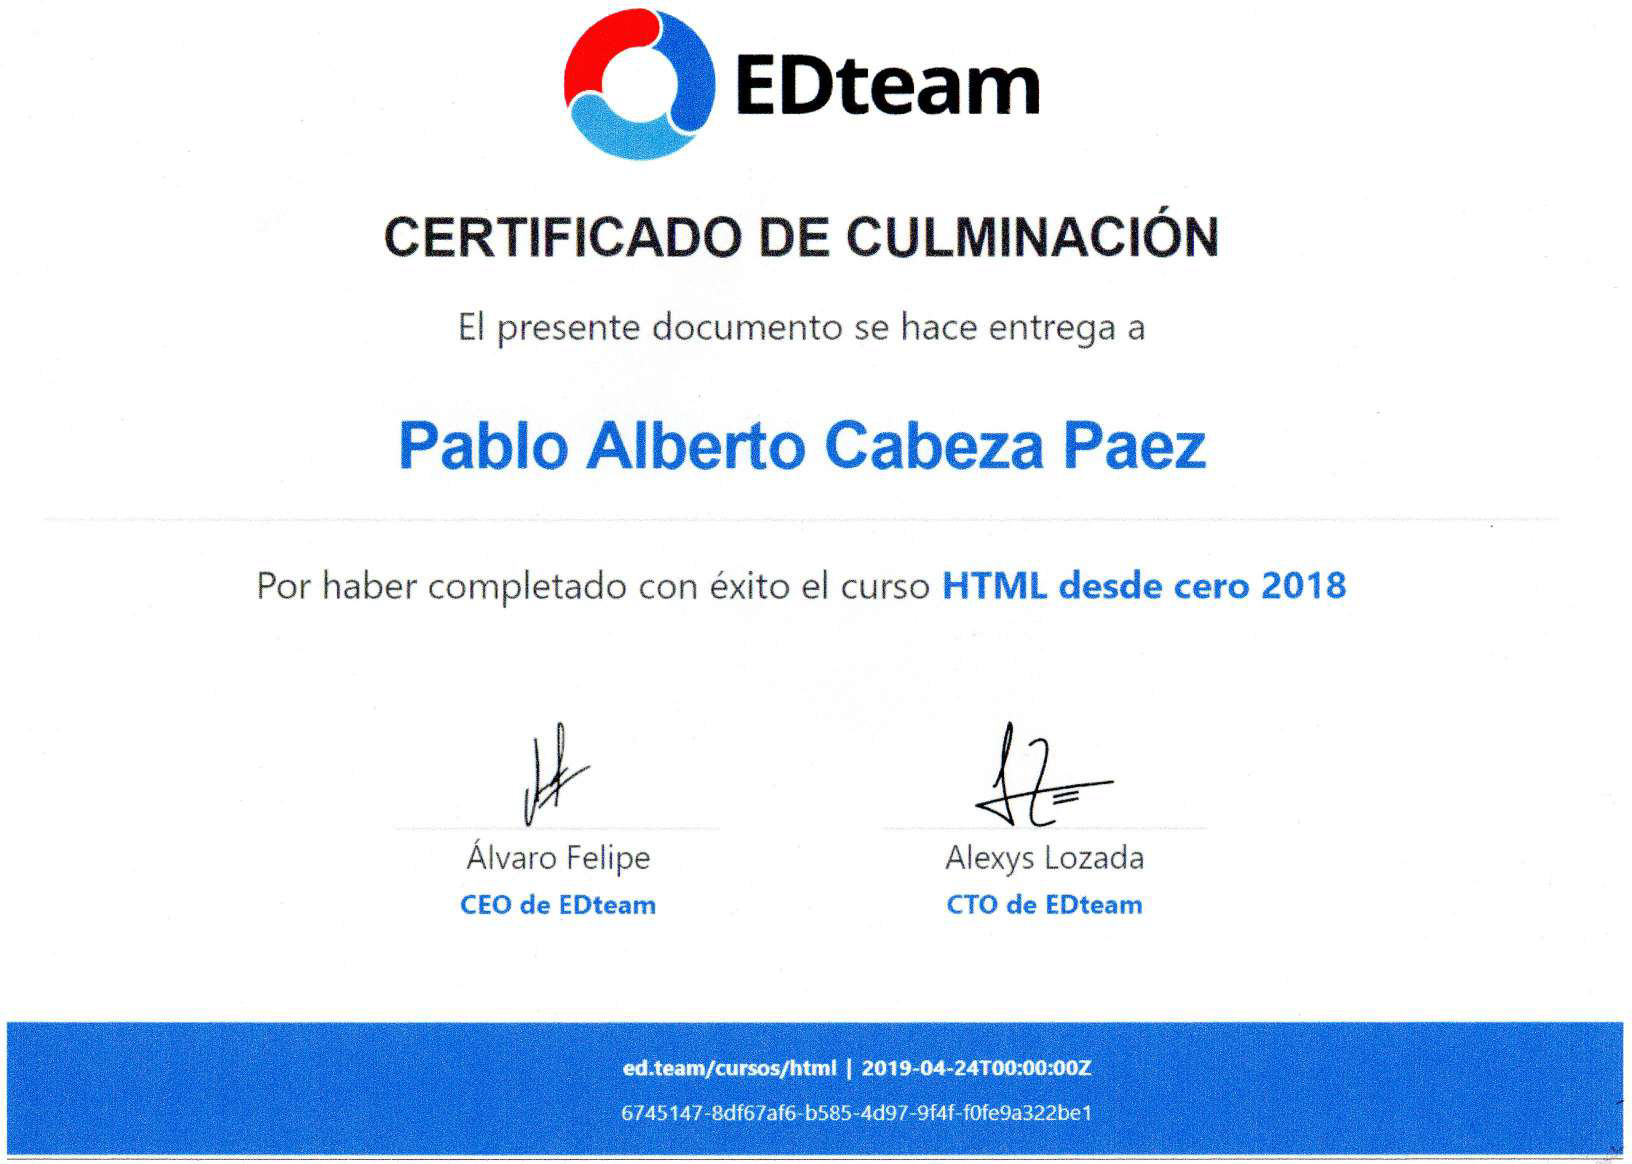 EDteam
CERTIFICADO DE CULMINACIÓN
El presente documento se hace entrega a
Pablo Alberto Cabeza Paez
Por haber completado con éxito el curso HTML desde cero 2018
Álvaro Felipe
CEO de EDteam
Alexys Lozada
CTO de EDteam
ed.team/cursos/html | 2019-04-24T00:00:00Z
6745147-8df67af6-b585-4d97-9f4f-f0fe9a322be1